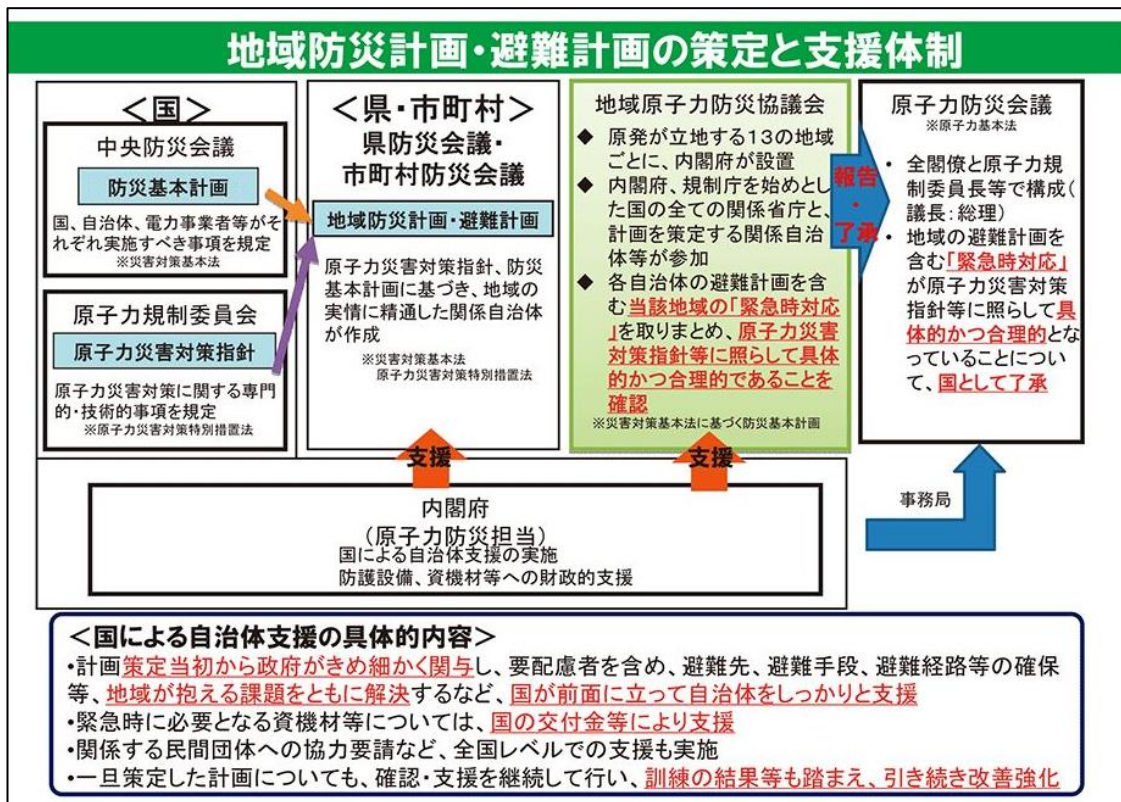 地域防災計画・避難計画の策定と支援体制
＜国＞
中央防災会議
防災基本計画
国、自治体、電力事業者等がそ
れぞれ実施すべき事項を規定
※災害対策基本法
原子力規制委員会
原子力災害対策指針
原子力災害対策に関する専門
的・技術的事項を規定
※原子力災害対策特別措置法
＜県・市町村＞
県防災会議・
市町村防災会議
地域防災計画・避難計画
原子力災害対策指針、防災
基本計画に基づき、地域の
実情に精通した関係自治体
が作成
※災害対策基本法
原子力災害対策特別措置法
地域原子力防災協議会
◆ 原発が立地する13の地域
ごとに、内閣府が設置
◆ 内閣府、規制庁を始めとし
た国の全ての関係省庁と、
計画を策定する関係自治
体等が参加
◆ 各自治体の避難計画を含
む当該地域の「緊急時対応
」を取りまとめ、原子力災害
対策指針等に照らして具体
的かつ合理的であることを
確認
※災害対策基本法に基づく防災基本計画
報告
・
了承
原子力防災会議
※原子力基本法
• 全閣僚と原子力規
制委員長等で構成（
議長：総理）
• 地域の避難計画を
含む「緊急時対応」
が原子力災害対策
指針等に照らして具
体的かつ合理的とな
っていることについ
て、国として了承
支援
支援
事務局
内閣府
（原子力防災担当）
国による自治体支援の実施
防護設備、資機材等への財政的支援
＜国による自治体支援の具体的内容＞
・計画策定当初から政府がきめ細かく関与し、要配慮者を含め、避難先、避難手段、避難経路等の確保
等、地域が抱える課題をともに解決するなど、国が前面に立って自治体をしっかりと支援
・緊急時に必要となる資機材等については、国の交付金等により支援
・関係する民間団体への協力要請など、全国レベルでの支援も実施
・一旦策定した計画についても、確認・支援を継続して行い、訓練の結果等も踏まえ、引き続き改善強化